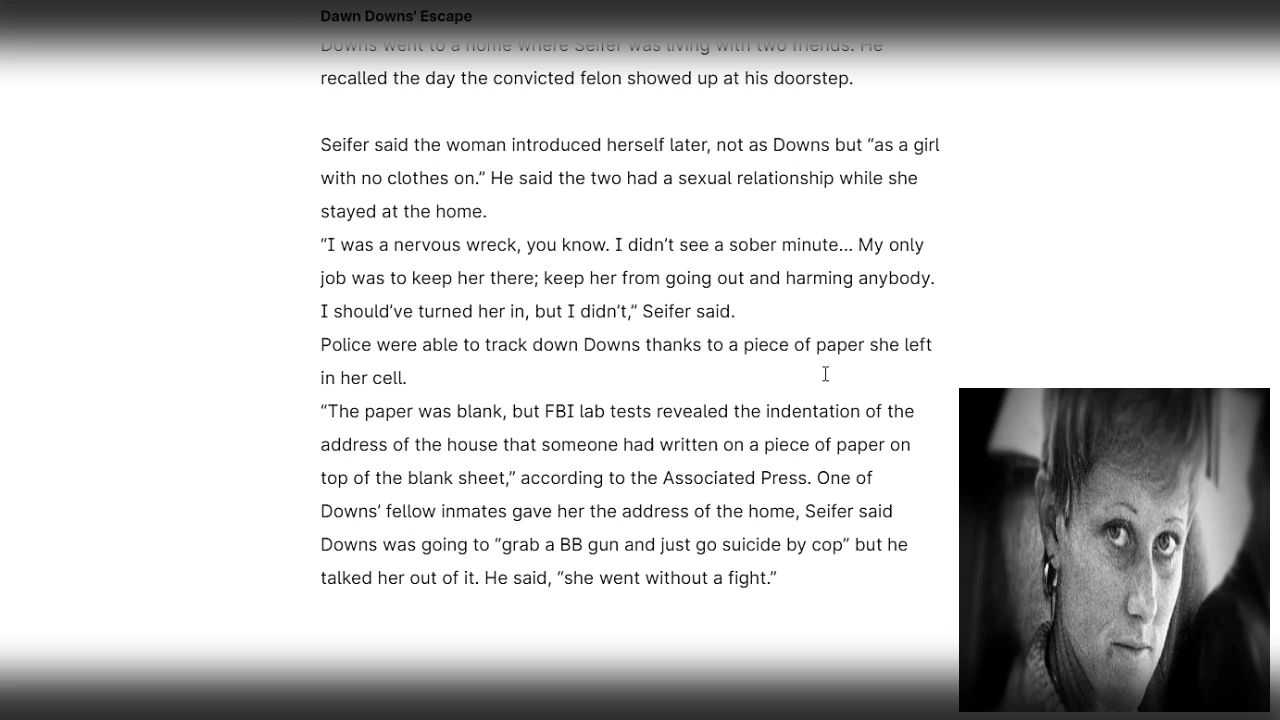 Dawn Downs' Escape
Downs went to a home where Seifer was living with two friends. He
recalled the day the convicted felon showed up at his doorstep.
Seifer said the woman introduced herself later, not as Downs but “as a girl
with no clothes on.” He said the two had a sexual relationship while she
stayed at the home.
“I was a nervous wreck, you know. I didn’t see a sober minute... My only
job was to keep her there; keep her from going out and harming anybody.
I should’ve turned her in, but I didn’t,” Seifer said.
Police were able to track down Downs thanks to a piece of paper she left
in her cell.
“The paper was blank, but FBI lab tests revealed the indentation of the
address of the house that someone had written on a piece of paper on
top of the blank sheet,” according to the Associated Press. One of
Downs’ fellow inmates gave her the address of the home, Seifer said
Downs was going to “grab a BB gun and just go suicide by cop” but he
talked her out of it. He said, “she went without a fight.”